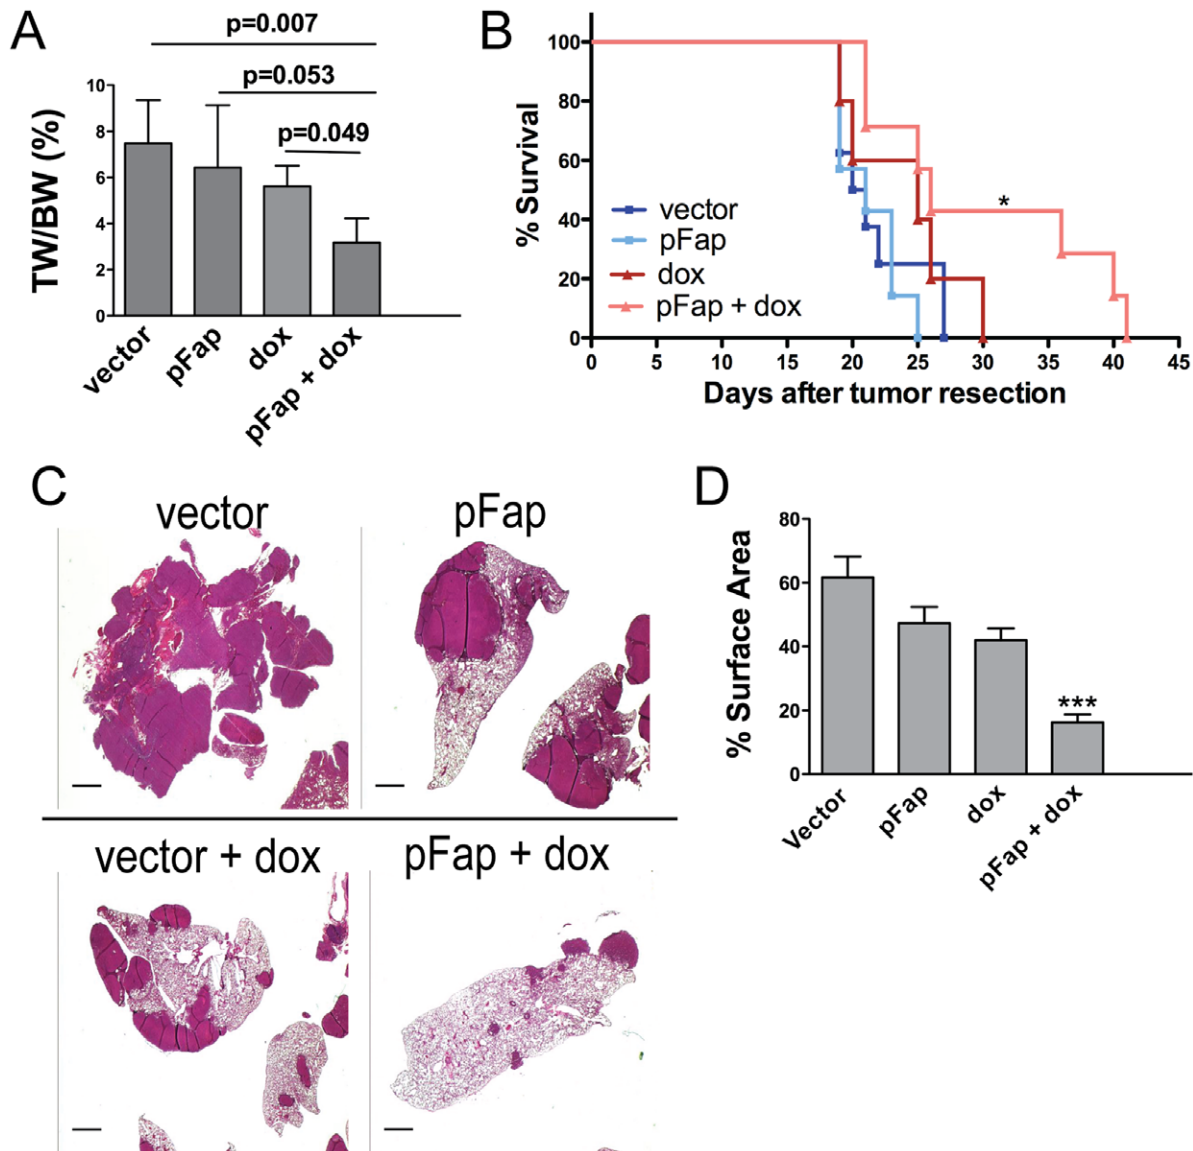 A
p=0.007
p=0.053
p=0.049
TW/BW (%)
10
8
6
4
2
0
vector
pFap
dox
pFap + dox
B
% Survival
100
80
60
40
20
0
*
vector
pFap
dox
pFap + dox
0 5 10 15 20 25 30 35 40 45
Days after tumor resection
C
vector
pFap
vector + dox
pFap + dox
D
% Surface Area
80
60
40
20
0
***
Vector
pFap
dox
pFap + dox